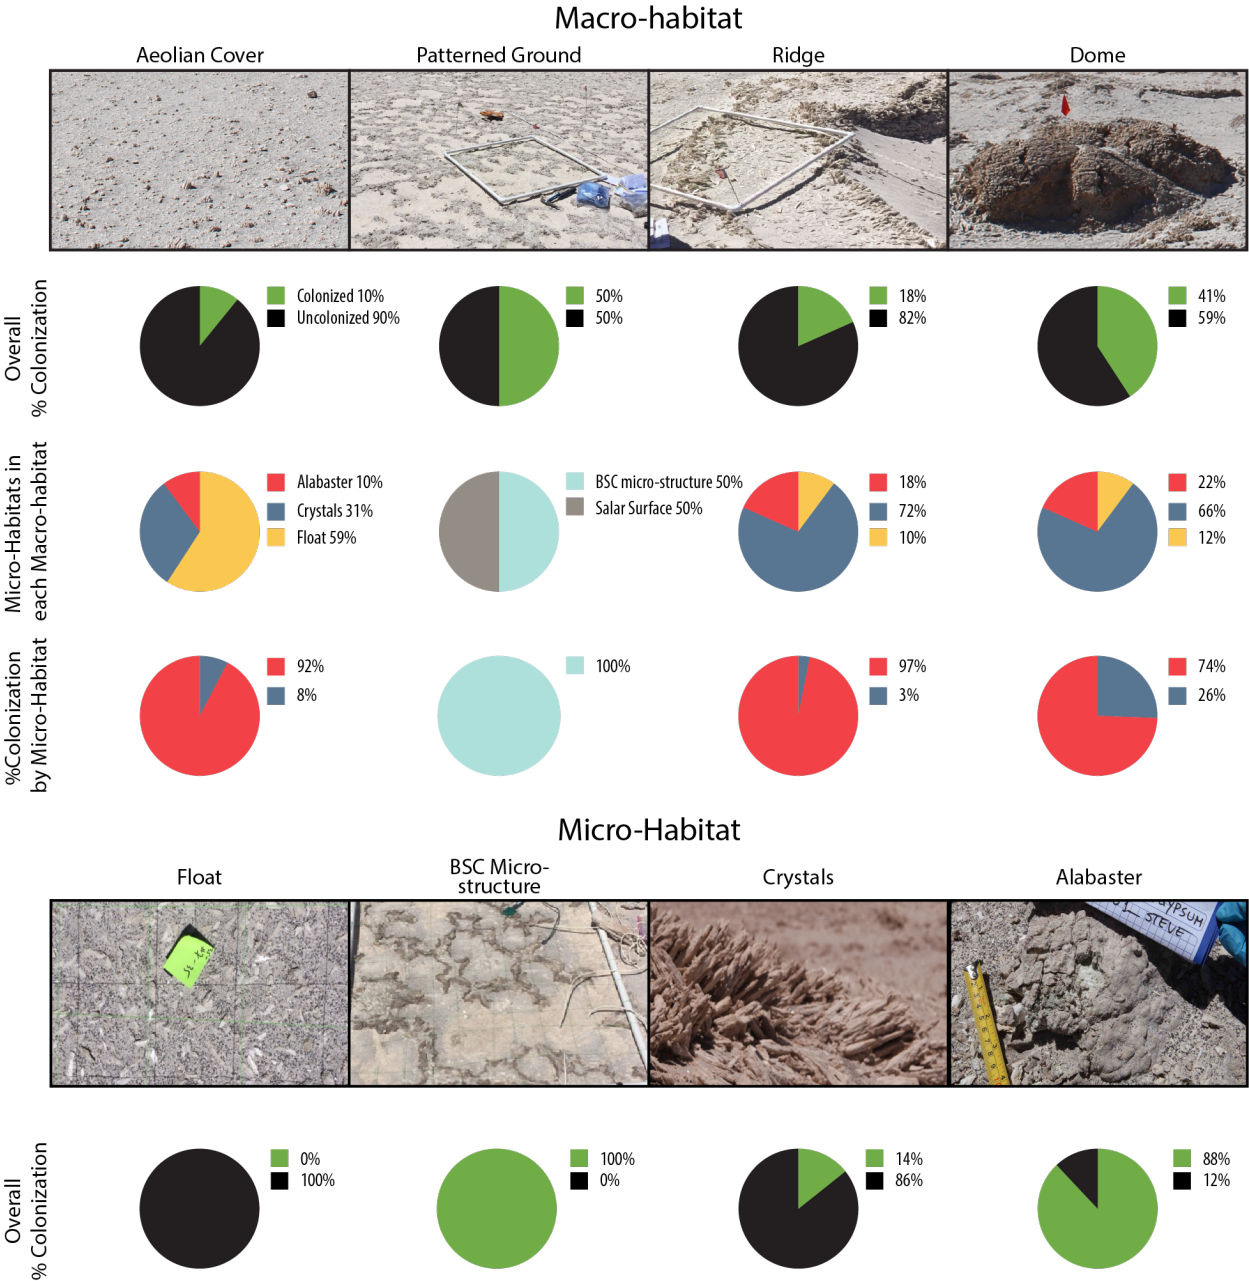 Macro-habitat
Aeolian Cover
Patterned Ground
Ridge
Dome
Overall
% Colonization
Colonized 10%
Uncolonized 90%
50%
50%
18%
82%
41%
59%
Micro-Habitats in
each Macro-habitat
Alabaster 10%
Crystals 31%
Float 59%
BSC micro-structure 50%
Salar Surface 50%
18%
72%
10%
22%
66%
12%
%Colonization
by Micro-Habitat
92%
8%
100%
97%
3%
74%
26%
Micro-Habitat
Float
BSC Micro-
structure
Crystals
Alabaster
GYPSUM
STEVE
Overall
% Colonization
0%
100%
100%
0%
14%
86%
88%
12%